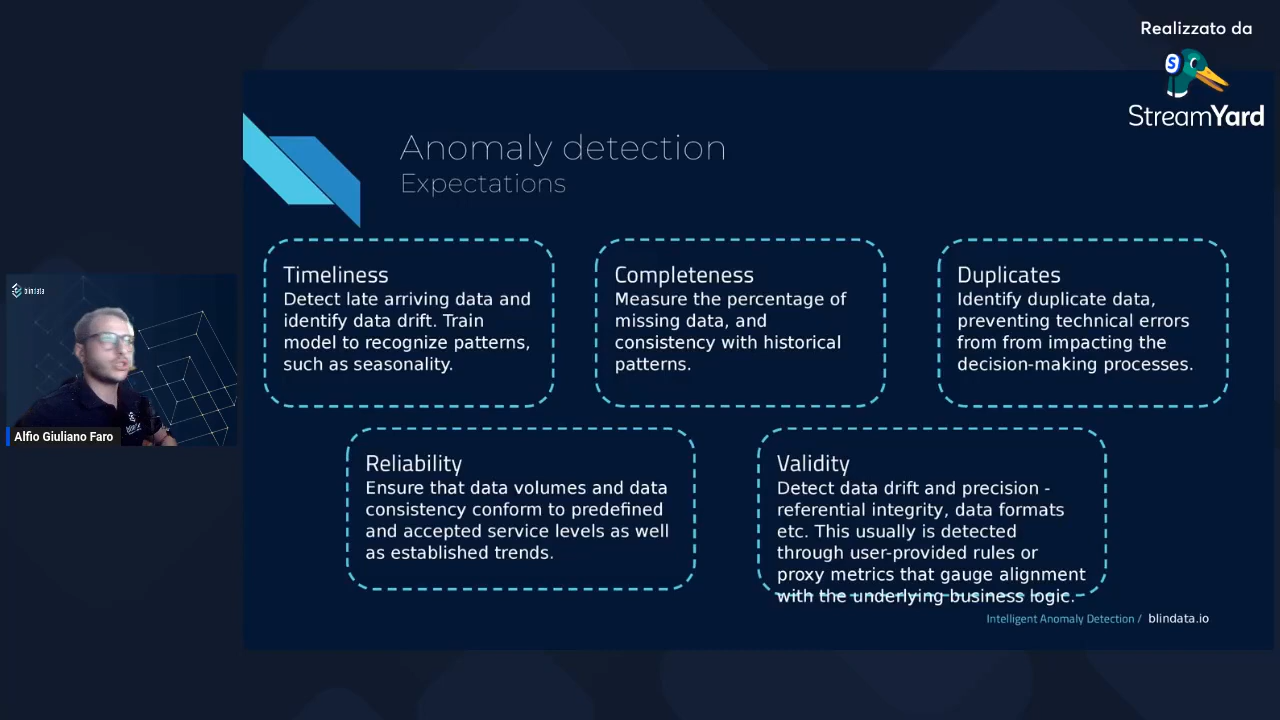 Realizzato da
S
StreamYard
Anomaly detection
Expectations
Timeliness
Detect late arriving data and
identify data drift. Train
model to recognize patterns,
such as seasonality.
Completeness
Measure the percentage of
missing data, and
consistency with historical
patterns.
Duplicates
Identify duplicate data,
preventing technical errors
from from impacting the
decision-making processes.
blindata
Alfio Giuliano Faro
Reliability
Ensure that data volumes and data
consistency conform to predefined
and accepted service levels as well
as established trends.
Validity
Detect data drift and precision -
referential integrity, data formats
etc. This usually is detected
through user-provided rules or
proxy metrics that gauge alignment
with the underlying business logic.
Intelligent Anomaly Detection / blindata.io